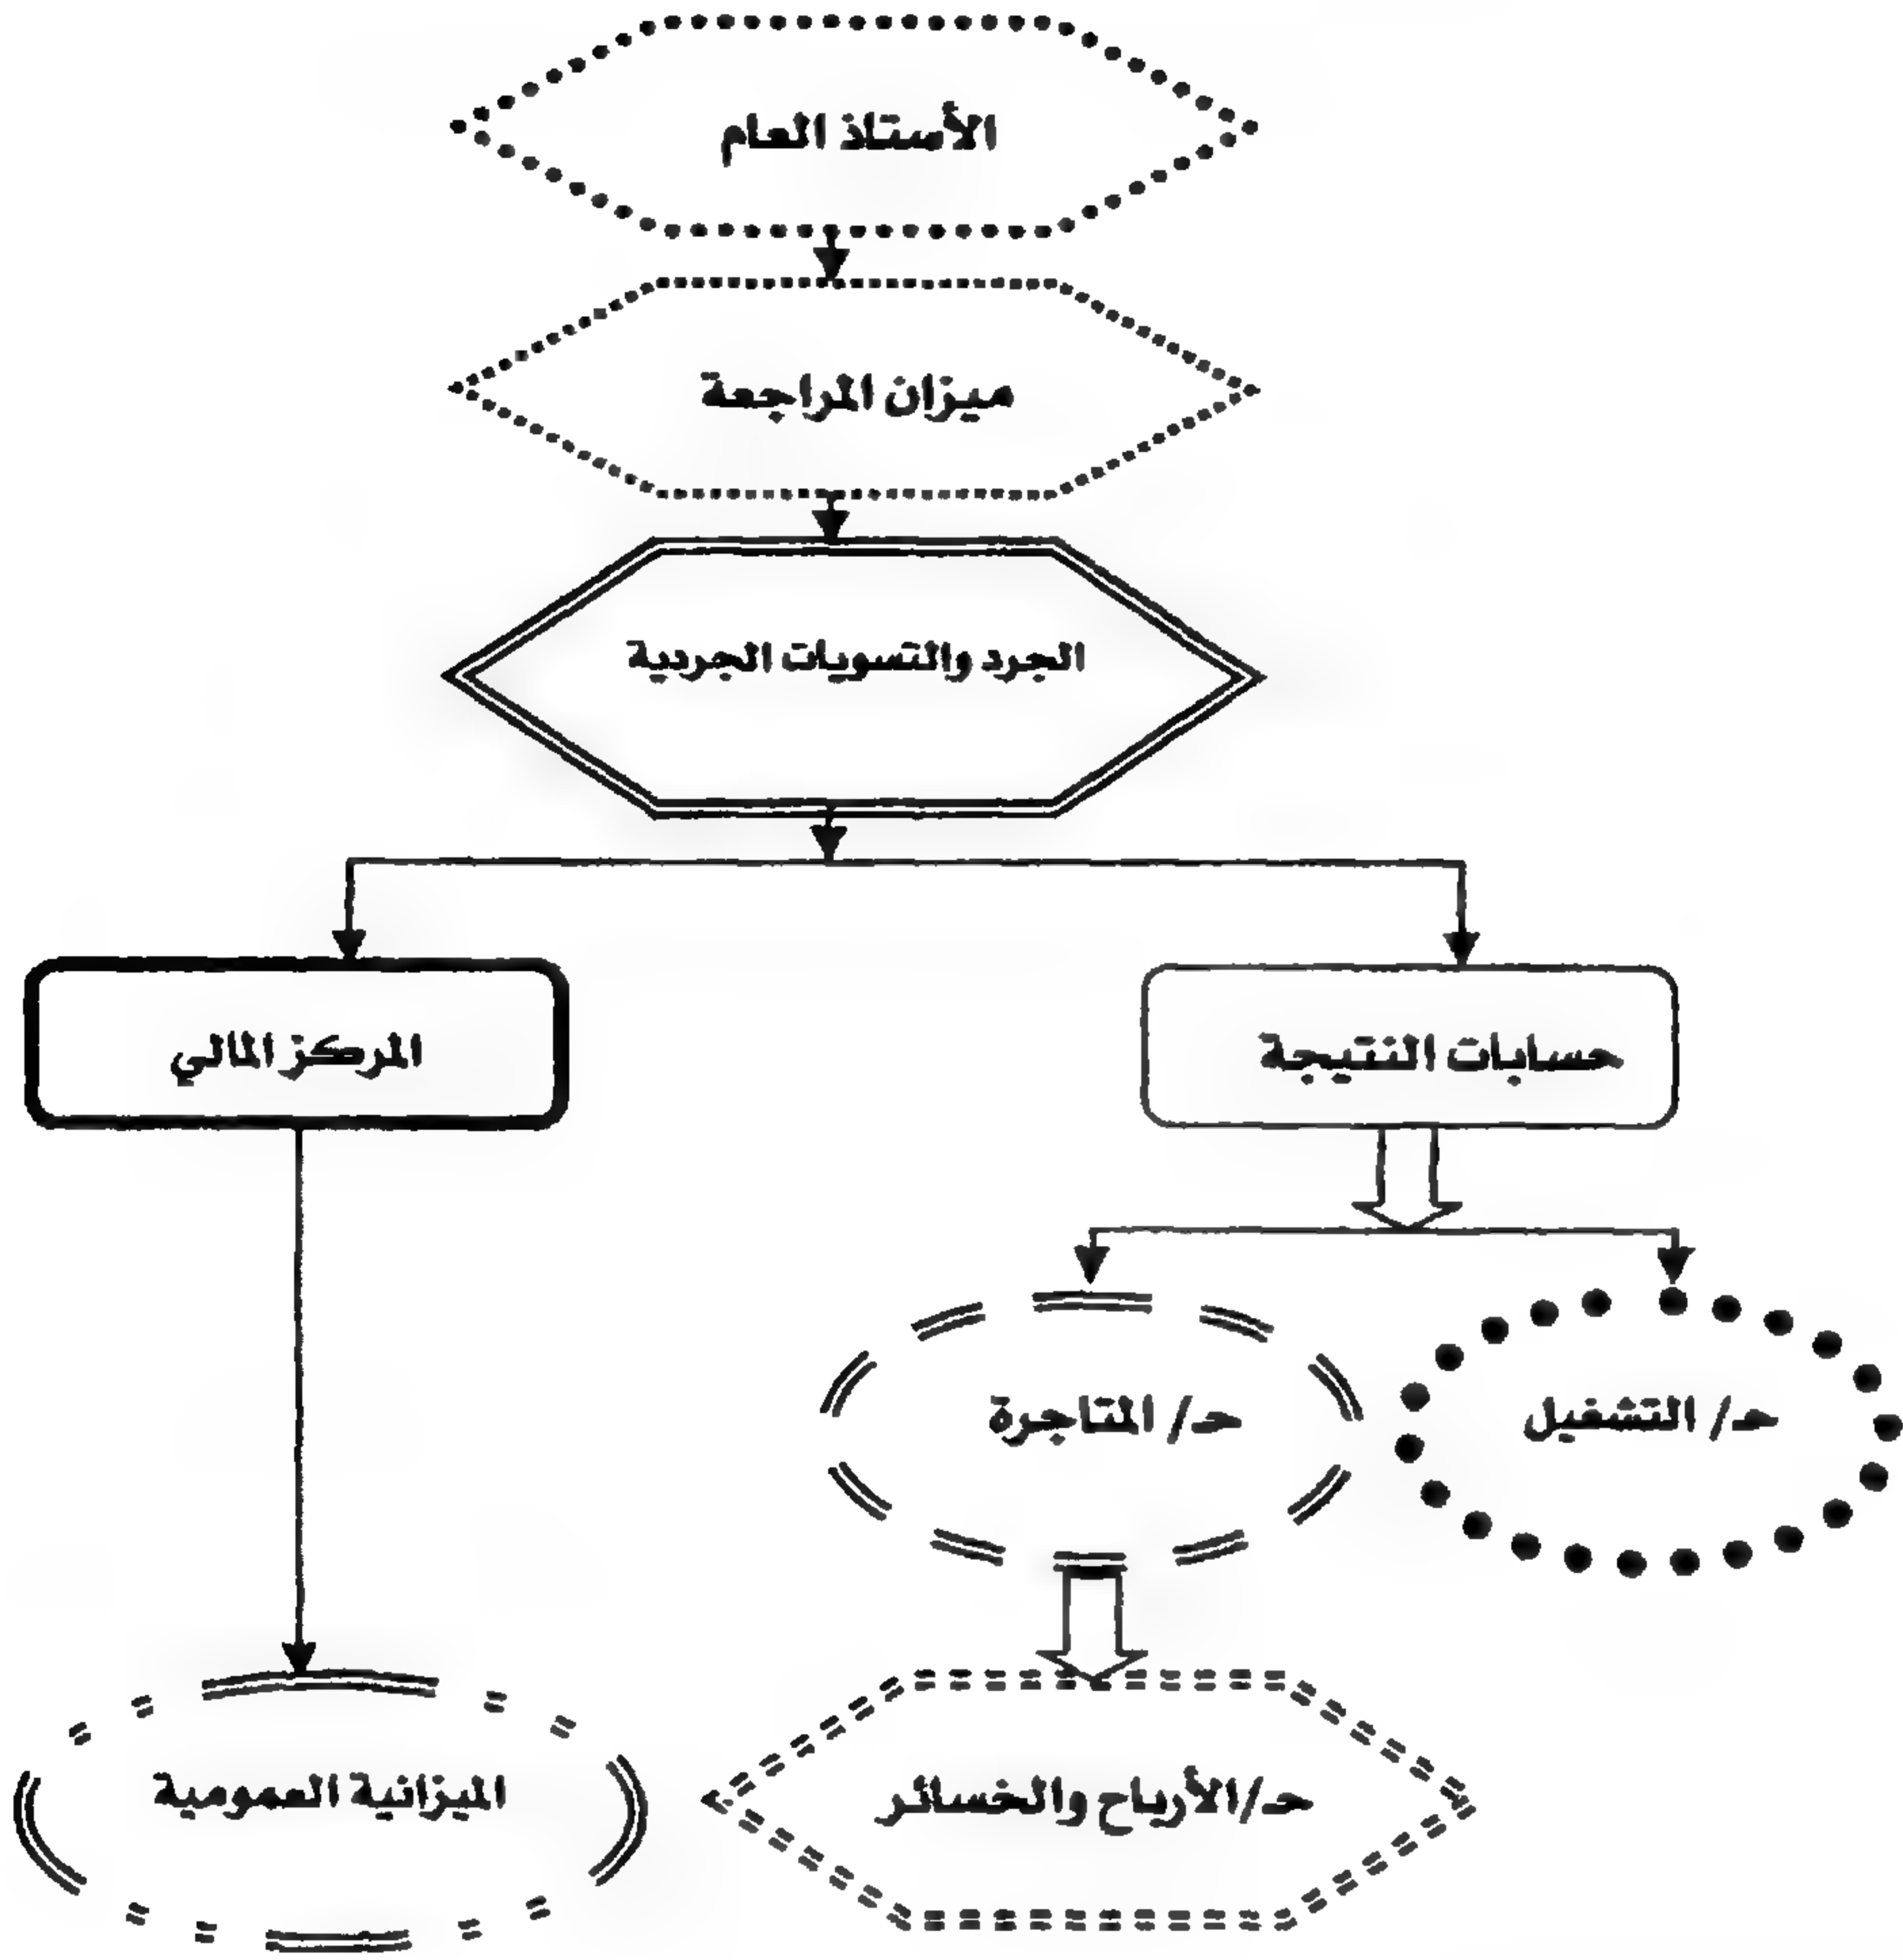 الأستاذ العام
ميزان المراجعة
الجرد والتسويات الجردية
حسابات النتيجة
المركز المالي
حـ/ التشغيل
حـ/ المتاجرة
حـ/الأرباح والخسائر
الميزانية العمومية